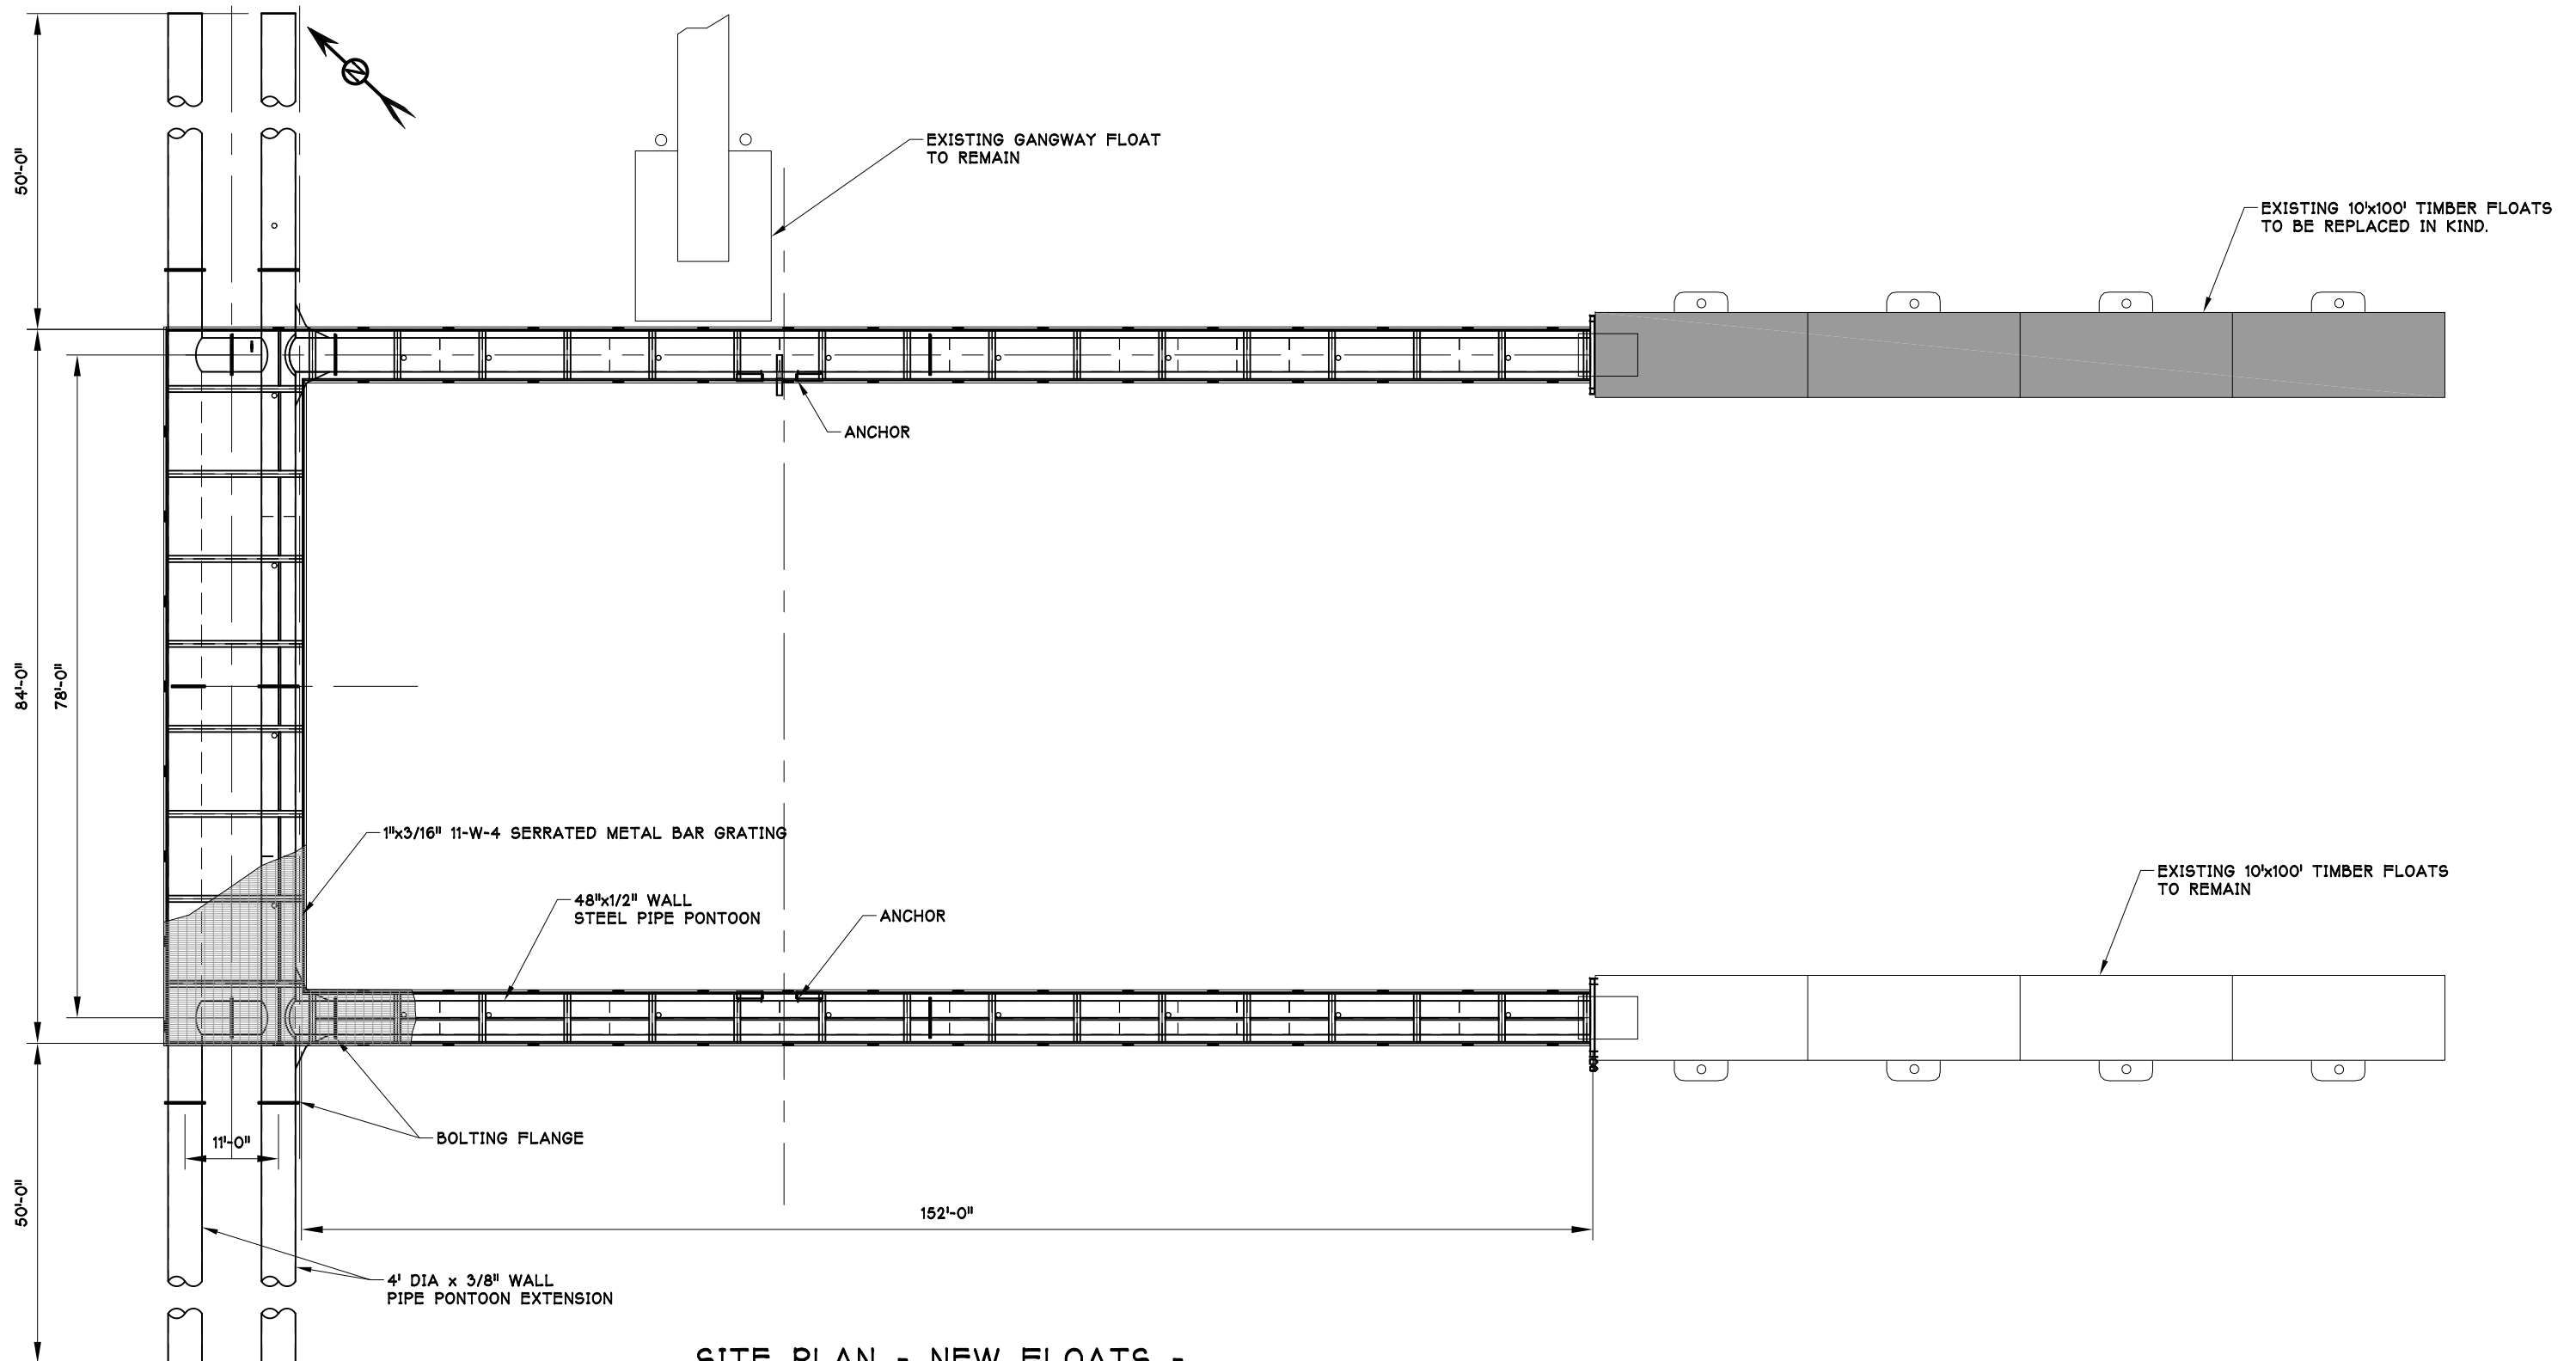 N
50'-0"
EXISTING GANGWAY FLOAT
TO REMAIN
EXISTING 10'x100' TIMBER FLOATS
TO BE REPLACED IN KIND.
ANCHOR
84'-0"
78'-0"
1"x3/16" 11-W-4 SERRATED METAL BAR GRATING
48"x1/2" WALL
STEEL PIPE PONTOON
ANCHOR
EXISTING 10'x100' TIMBER FLOATS
TO REMAIN
BOLTING FLANGE
11'-0"
50'-0"
152'-0"
4' DIA x 3/8" WALL
PIPE PONTOON EXTENSION
SITE PLAN - NEW FLOATS -